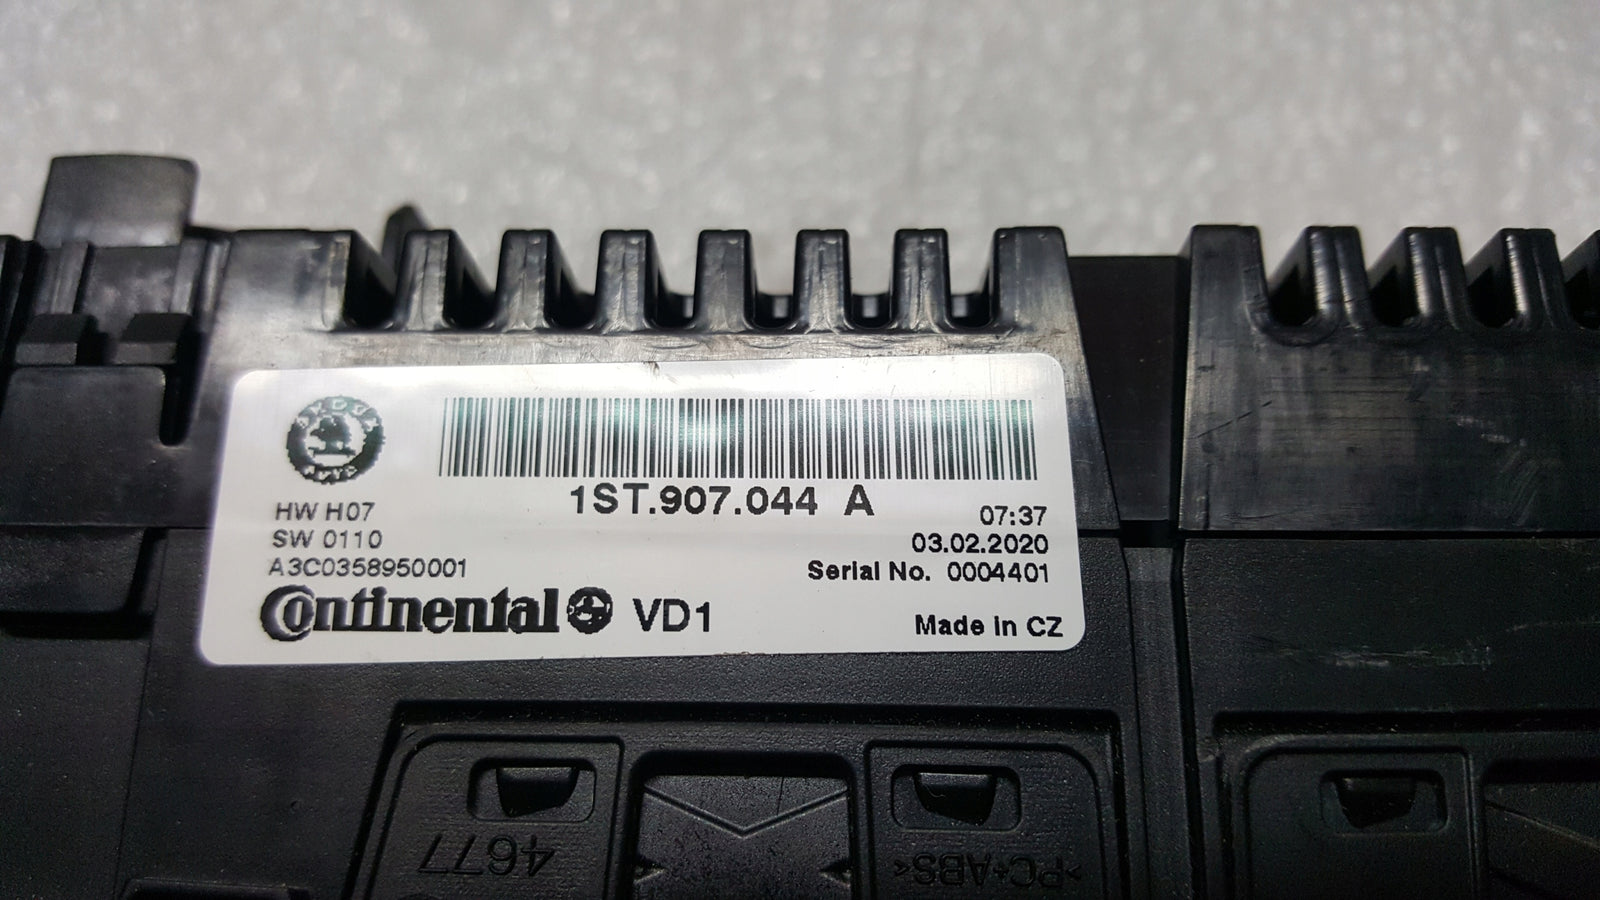 1ST.907.044 A
HW H07
SW 0110
A3C0358950001
07:37
03.02.2020
Serial No. 0004401
Continental VD1
Made in CZ
4677
>PC+ABS<